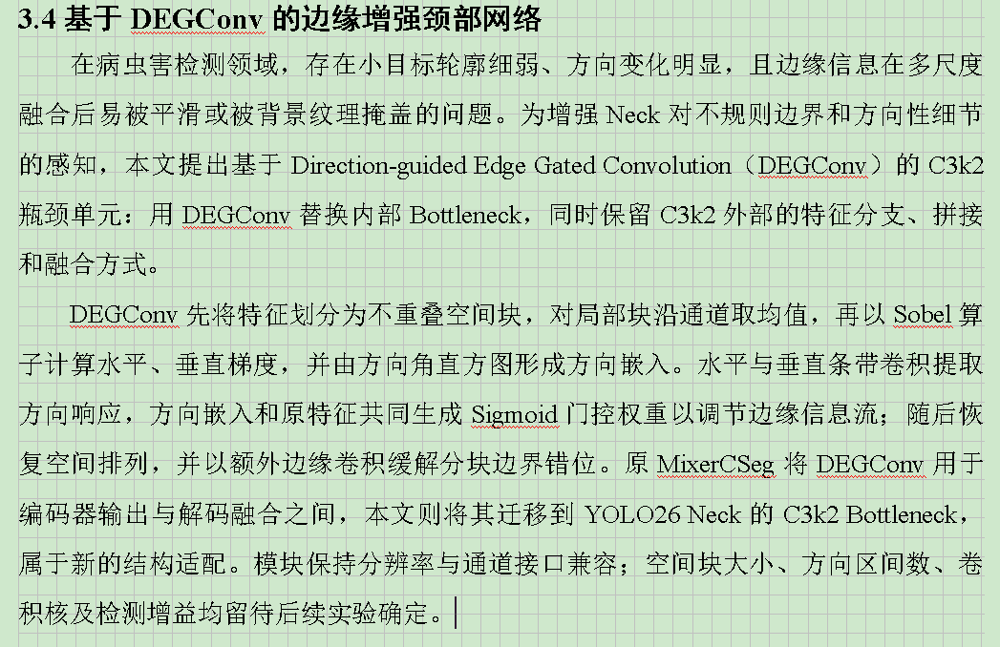 3.4 基于 DEGConv 的边缘增强颈部网络
在病虫害检测领域，存在小目标轮廓细弱、方向变化明显，且边缘信息在多尺度
融合后易被平滑或被背景纹理掩盖的问题。为增强 Neck 对不规则边界和方向性细节
的感知，本文提出基于 Direction-guided Edge Gated Convolution（DEGConv）的 C3k2
瓶颈单元：用 DEGConv 替换内部 Bottleneck，同时保留 C3k2 外部的特征分支、拼接
和融合方式。
DEGConv 先将特征划分为不重叠空间块，对局部块沿通道取均值，再以 Sobel 算
子计算水平、垂直梯度，并由方向角直方图形成方向嵌入。水平与垂直条带卷积提取
方向响应，方向嵌入和原特征共同生成 Sigmoid 门控权重以调节边缘信息流；随后恢
复空间排列，并以额外边缘卷积缓解分块边界错位。原 MixerCSeg 将 DEGConv 用于
编码器输出与解码融合之间，本文则将其迁移到 YOLO26 Neck 的 C3k2 Bottleneck，
属于新的结构适配。模块保持分辨率与通道接口兼容；空间块大小、方向区间数、卷
积核及检测增益均留待后续实验确定。